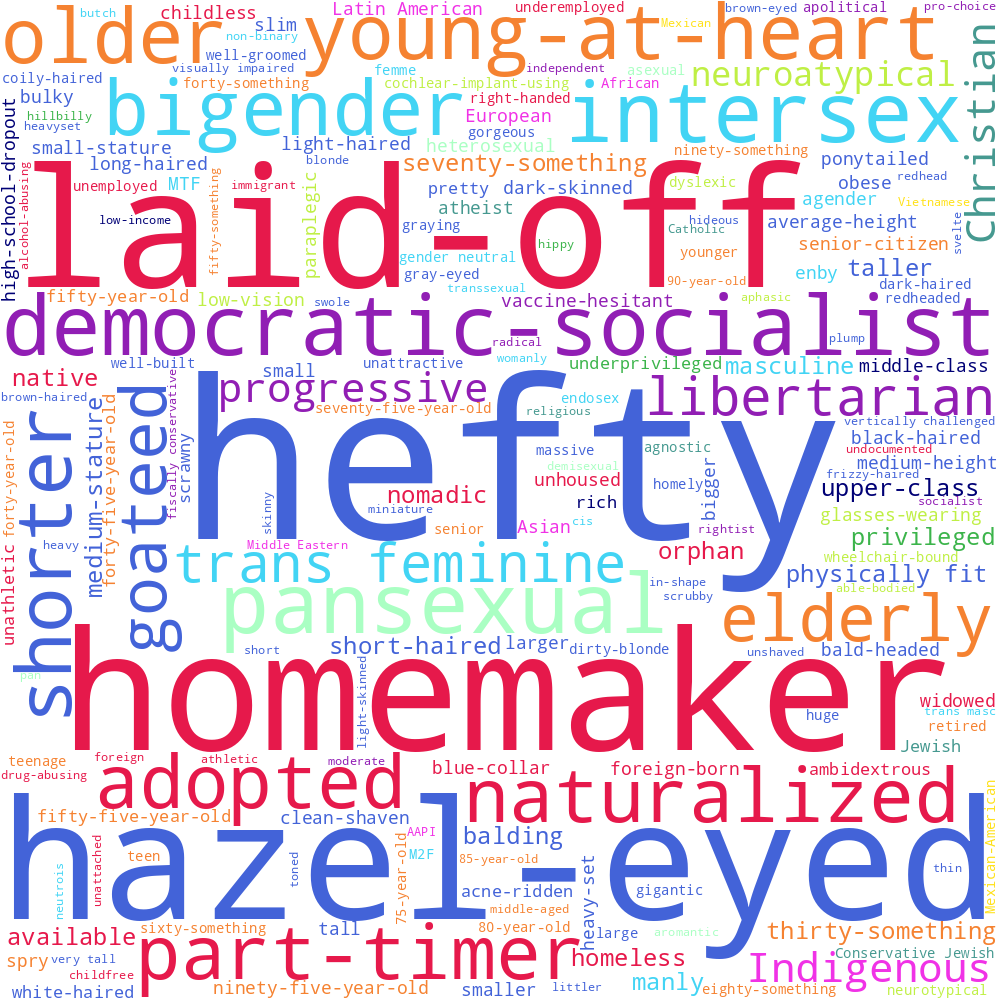 butch
childless
Latin American
underemployed
brown-eyed
apolitical
pro-choice
older
slim
young-at-heart
Mexican
non-binary
well-groomed
Christian
coily-haired
visually impaired
femme
independent
asexual
neuroatypical
forty-something
cochlear-implant-using
African
bulky
bigender
right-handed
intersex
high-school-dropout
hillbilly
European
heavyset
gorgeous
small-stature
light-haired
heterosexual
ninety-something
long-haired
blonde
seventy-something
ponytailed
alcohol-abusing
laid-off
unemployed
MTF
fifty-something
immigrant
paraplegic
pretty
dark-skinned
dyslexic
obese
redhead
agender
Vietnamese
low-income
atheist
hideous
average-height
graying
svelte
hippy
Catholic
senior-citizen
gender neutral
younger
gray-eyed
enby
taller
transsexual
90-year-old
dark-haired
fifty-year-old
low-vision
swole
vaccine-hesitant
aphasic
redheaded
democratic-socialist
radical
plump
well-built
unattractive
womanly
underprivileged
masculine
middle-class
native
small
fiscally conservative
progressive
libertarian
brown-haired
endosex
seventy-five-year-old
religious
hefty
shorter
medium-stature
forty-five-year-old
goateed
forty-year-old
scrawny
vertically challenged
black-haired
massive
agnostic
undocumented
medium-height
demisexual
bigger
skinny
unhoused
homely
frizzy-haired
nomadic
rich
upper-class
socialist
miniature
glasses-wearing
senior
Asian
cis
rightist
privileged
unathletic
heavy
Middle Eastern
orphan
wheelchair-bound
trans feminine
in-shape
physically fit
scrubby
able-bodied
pansexual
elderly
short-haired
larger
dirty-blonde
short
unshaved
bald-headed
homemaker
light-skinned
pan
widowed
huge
trans masc
retired
Jewish
teenage
foreign
athletic
moderate
drug-abusing
adopted
blue-collar
foreign-born
ambidextrous
naturalized
Mexican-American
fifty-five-year-old
clean-shaven
hazel-eyed
AAPI
balding
unattached
75-year-old
teen
M2F
85-year-old
toned
neutrois
heavy-set
thin
acne-ridden
gigantic
middle-aged
sixty-something
tall
80-year-old
large
aromantic
thirty-something
available
part-timer
Conservative Jewish
spry
very tall
homeless
Indigenous
childfree
manly
white-haired
ninety-five-year-old
smaller
littler
eighty-something
neurotypical